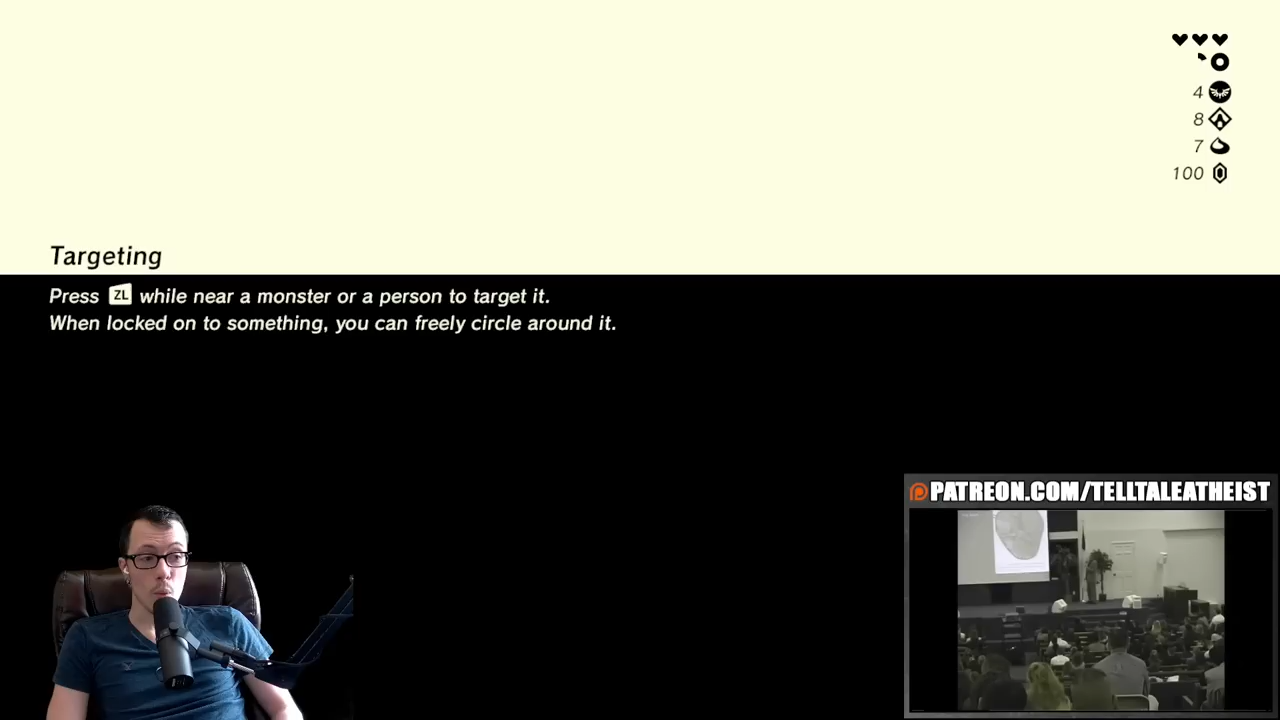 4
8
7
100
Targeting
Press ZL while near a monster or a person to target it.
When locked on to something, you can freely circle around it.
PATREON.COM/TELLTALEATHEIST